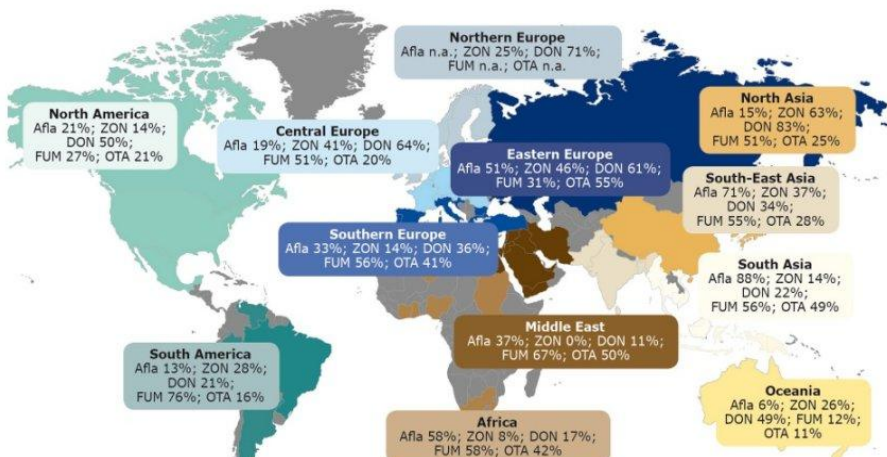 Northern Europe
Afla n.a.; ZON 25%; DON 71%;
FUM n.a.; OTA n.a.
North America
Afla 21%; ZON 14%;
DON 50%;
FUM 27%; OTA 21%
Central Europe
Afla 19%; ZON 41%; DON 64%;
FUM 51%; OTA 20%
North Asia
Afla 15%; ZON 63%;
DON 83%;
FUM 51%; OTA 25%
Eastern Europe
Afla 51%; ZON 46%; DON 61%;
FUM 31%; OTA 55%
South-East Asia
Afla 71%; ZON 37%;
DON 34%;
FUM 55%; OTA 28%
Southern Europe
Afla 33%; ZON 14%; DON 36%;
FUM 56%; OTA 41%
South Asia
Afla 88%; ZON 14%;
DON 22%;
FUM 56%; OTA 49%
Middle East
Afla 37%; ZON 0%; DON 11%;
FUM 67%; OTA 50%
South America
Afla 13%; ZON 28%;
DON 21%;
FUM 76%; OTA 16%
Oceania
Afla 6%; ZON 26%;
DON 49%; FUM 12%;
OTA 11%
Africa
Afla 58%; ZON 8%; DON 17%;
FUM 58%; OTA 42%